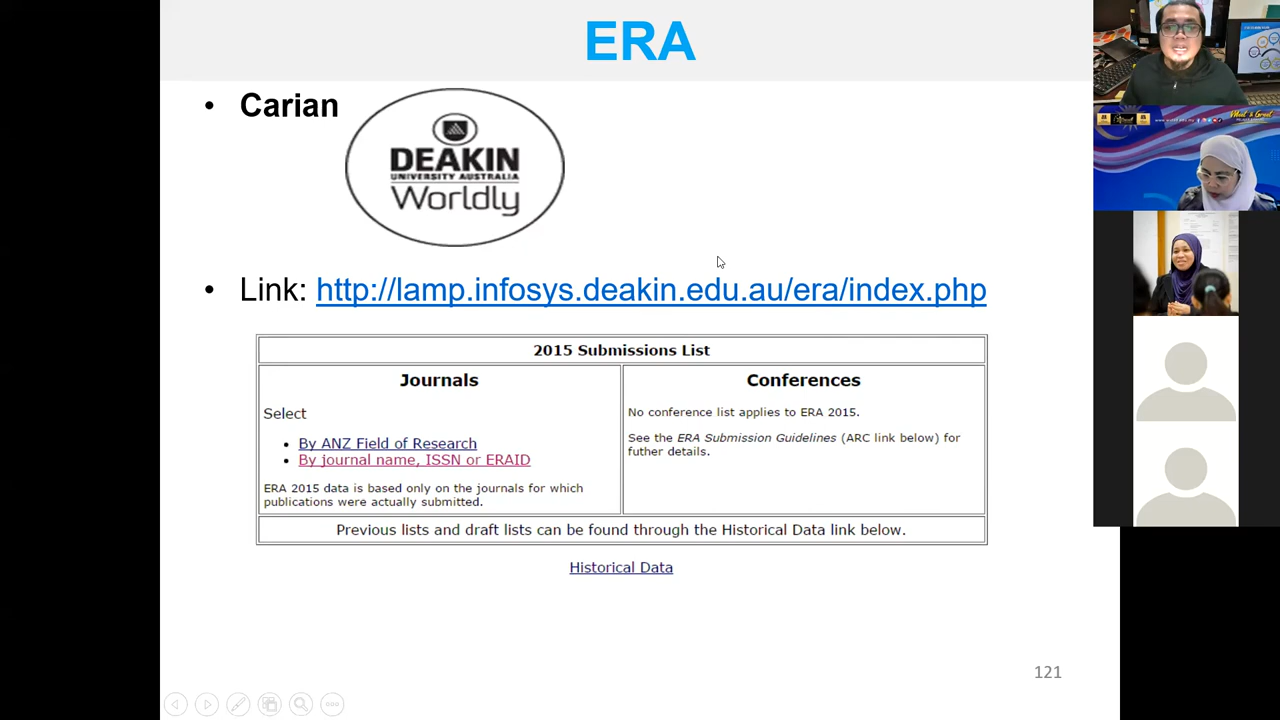 ERA
• Carian
DEAKIN
UNIVERSITY AUSTRALIA
Worldly
• Link: http://lamp.infosys.deakin.edu.au/era/index.php
2015 Submissions List
Journals
Select
• By ANZ Field of Research
• By journal name, ISSN or ERAID
ERA 2015 data is based only on the journals for which
publications were actually submitted.
Conferences
No conference list applies to ERA 2015.
See the ERA Submission Guidelines (ARC link below) for
futher details.
Previous lists and draft lists can be found through the Historical Data link below.
Historical Data
121